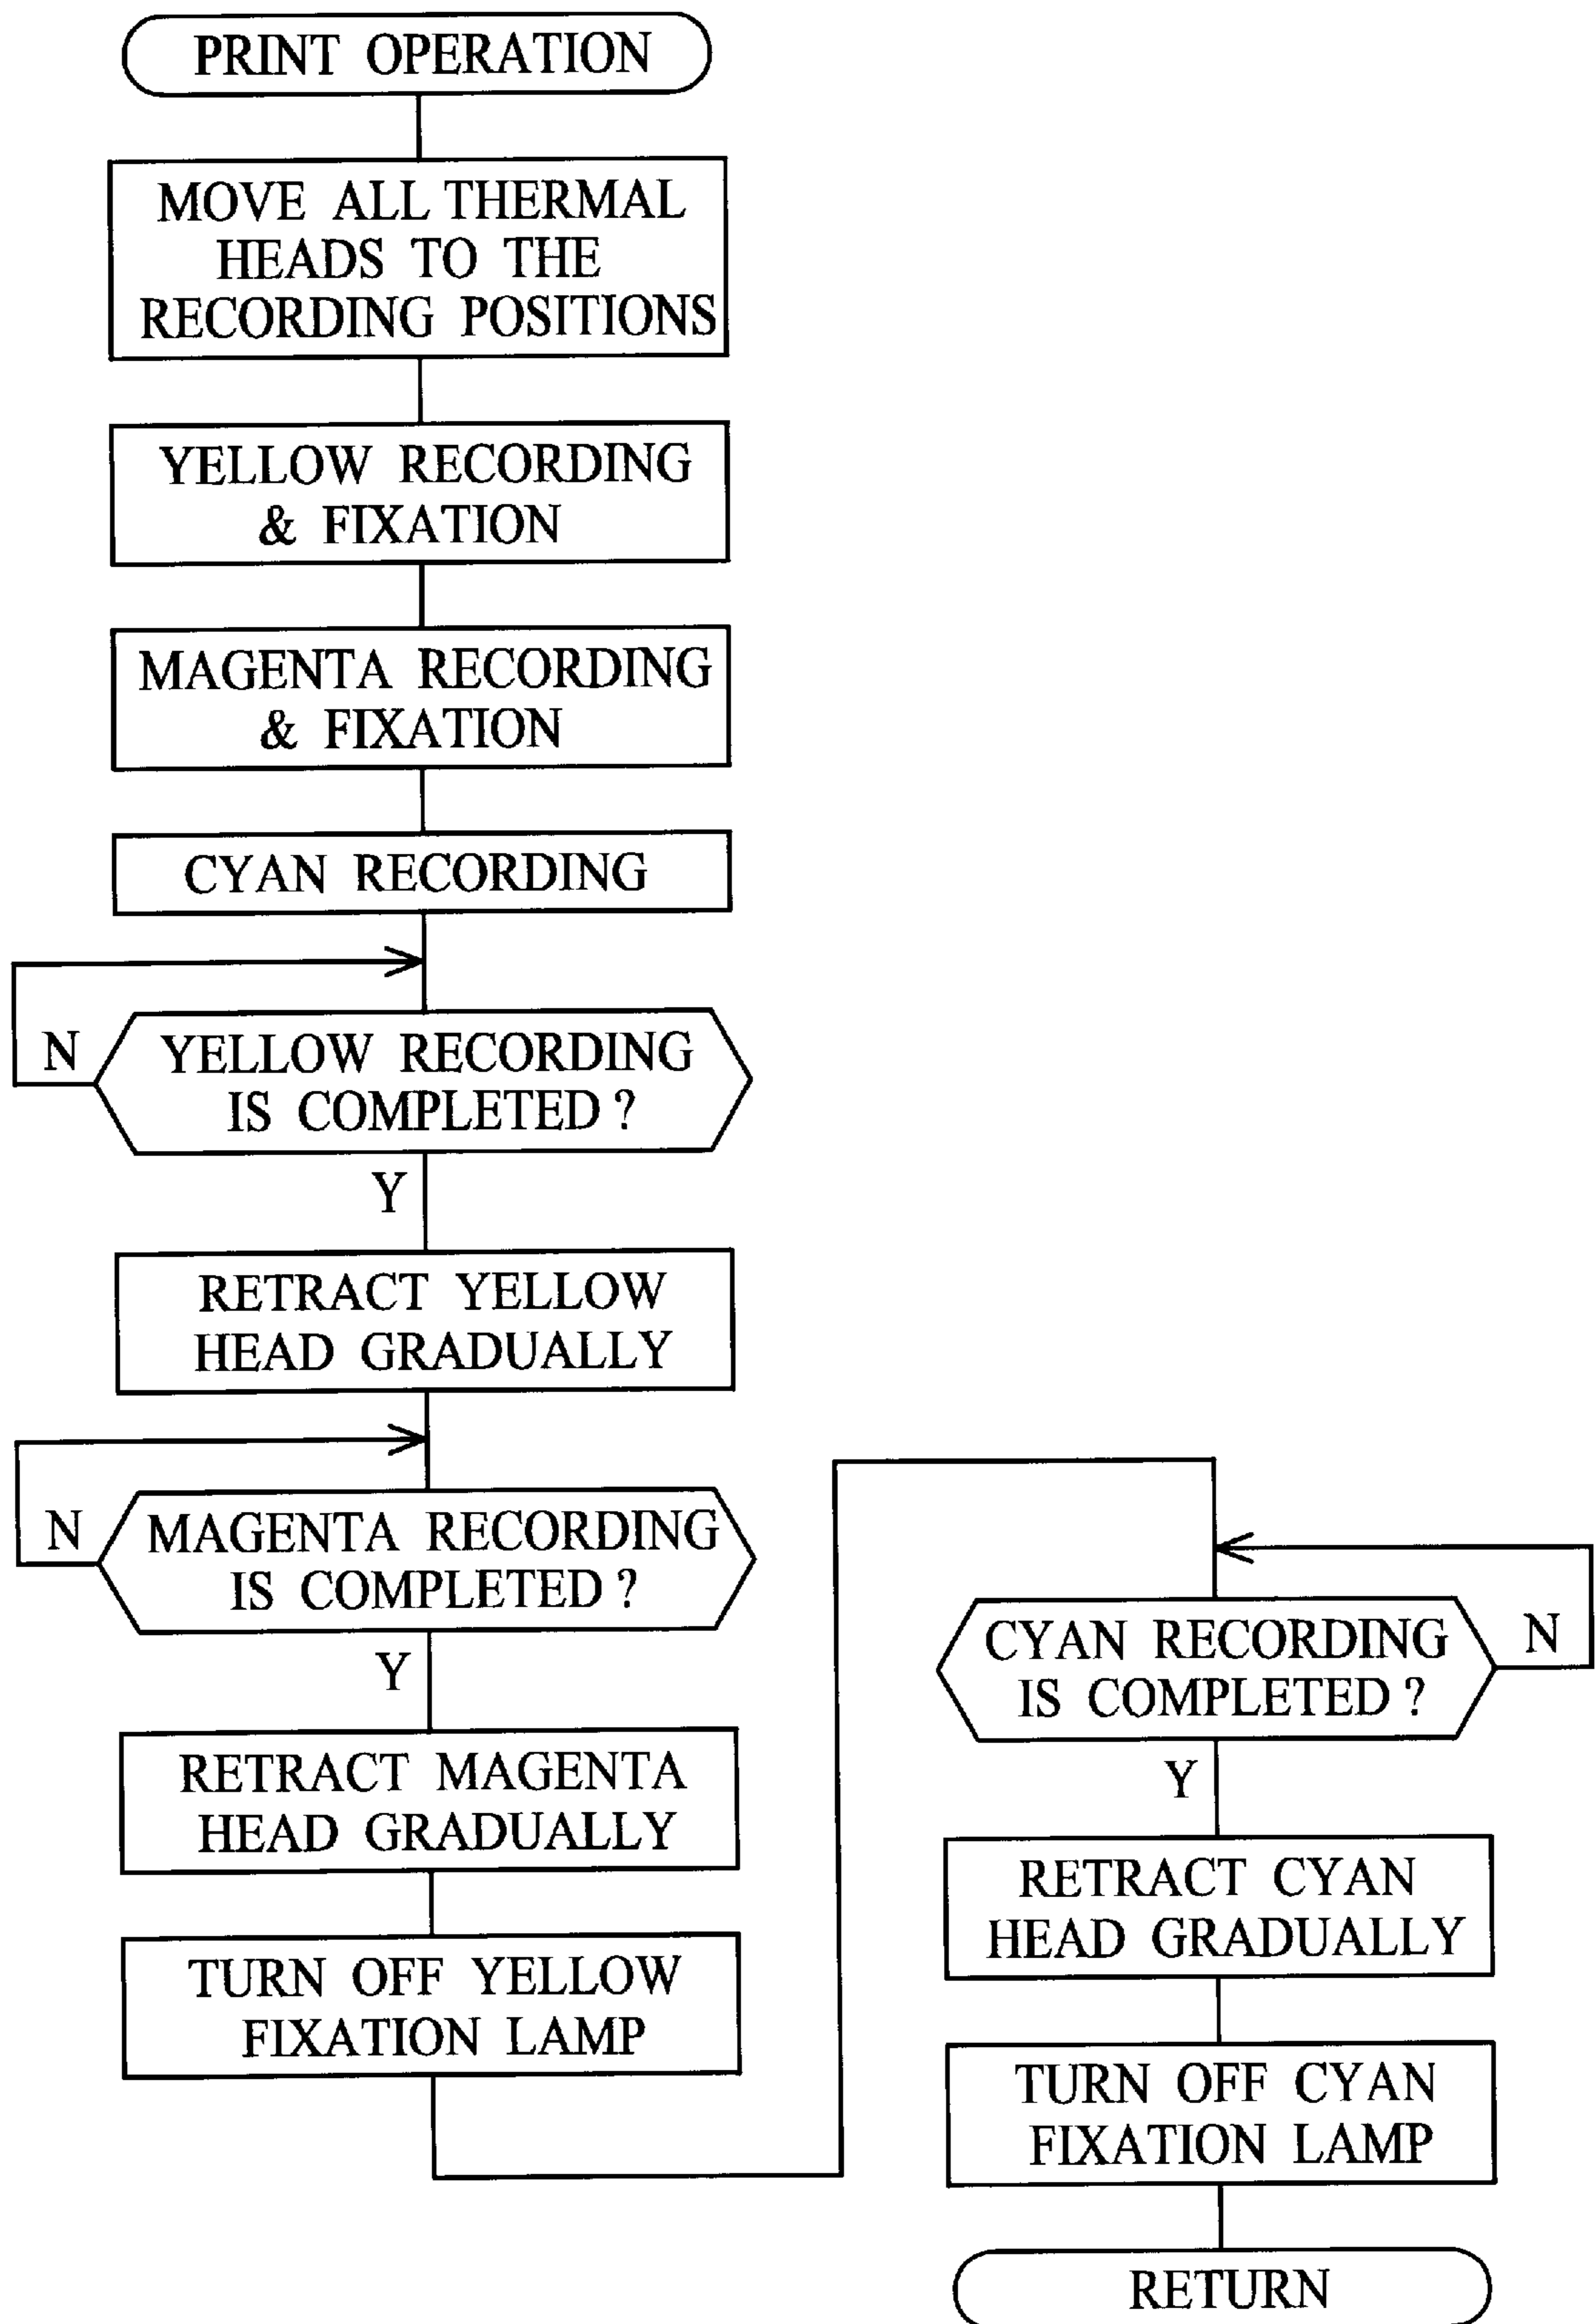 PRINT OPERATION
MOVE ALL THERMAL
HEADS TO THE
RECORDING POSITIONS
YELLOW RECORDING
& FIXATION
MAGENTA RECORDING
& FIXATION
CYAN RECORDING
N
YELLOW RECORDING
IS COMPLETED?
Y
RETRACT YELLOW
HEAD GRADUALLY
N
MAGENTA RECORDING
IS COMPLETED?
Y
RETRACT MAGENTA
HEAD GRADUALLY
TURN OFF YELLOW
FIXATION LAMP
CYAN RECORDING
IS COMPLETED?
N
Y
RETRACT CYAN
HEAD GRADUALLY
TURN OFF CYAN
FIXATION LAMP
RETURN